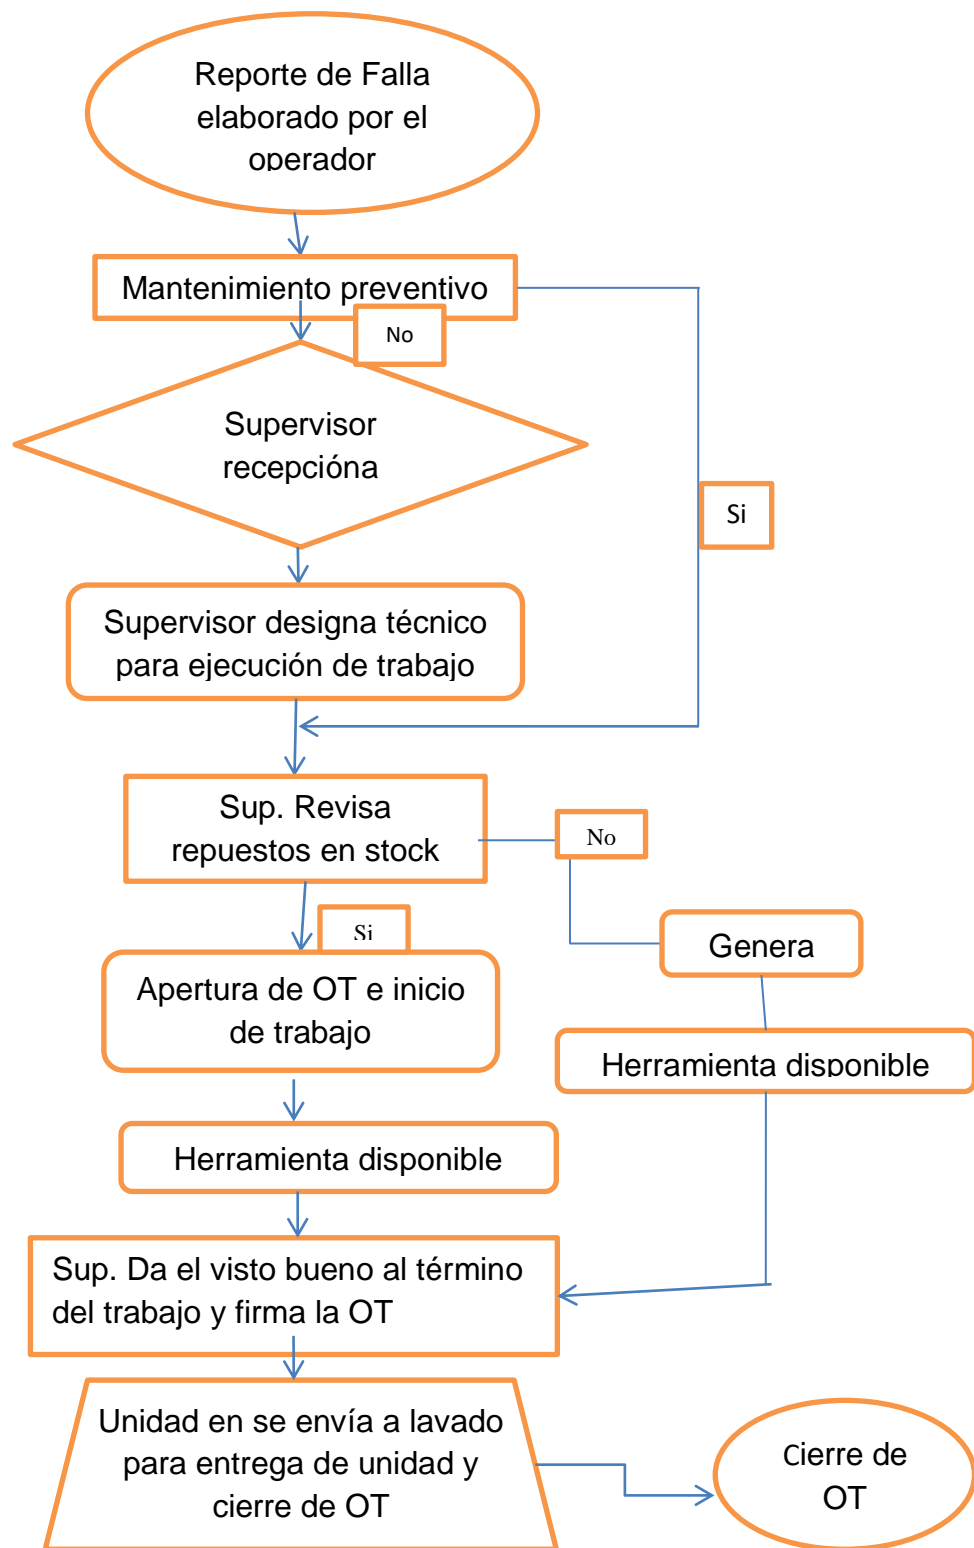 Reporte de Falla
elaborado por el
operador
Mantenimiento preventivo
No
Supervisor
recepcióna
Si
Supervisor designa técnico
para ejecución de trabajo
Sup. Revisa
repuestos en stock
No
Si
Genera
Apertura de OT e inicio
de trabajo
Herramienta disponible
Herramienta disponible
Sup. Da el visto bueno al término
del trabajo y firma la OT
Unidad en se envía a lavado
para entrega de unidad y
cierre de OT
Cierre de
OT